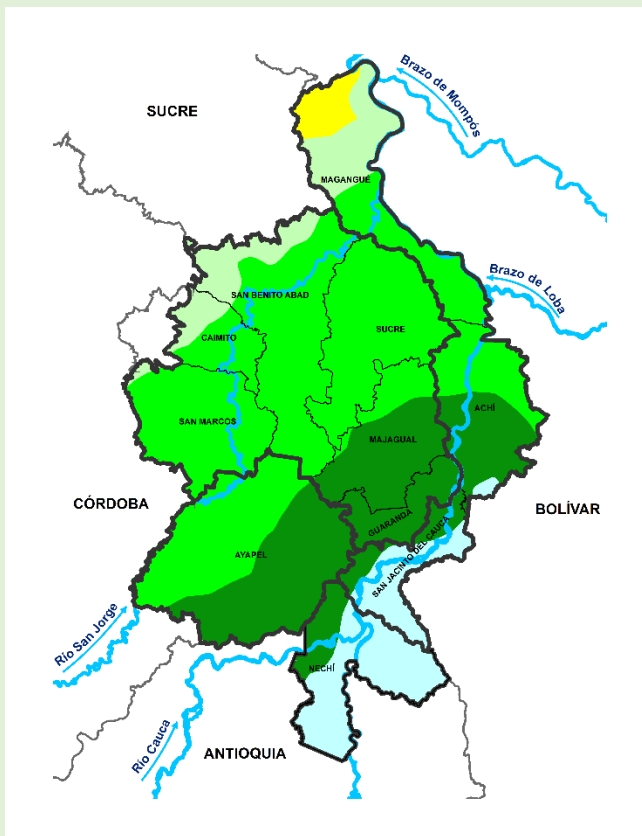 SUCRE
Brazo de Mompós
MAGANGUÉ
Brazo de Loba
SAN BENITO ABAD
SUCRE
CAIMITO
ACHÍ
SAN MARCOS
MAJAGUAL
CÓRDOBA
BOLÍVAR
GUARANDA
AYAPEL
SAN JACINTO DEL CAUCA
Río San Jorge
NECHÍ
Río Cauca
ANTIOQUIA